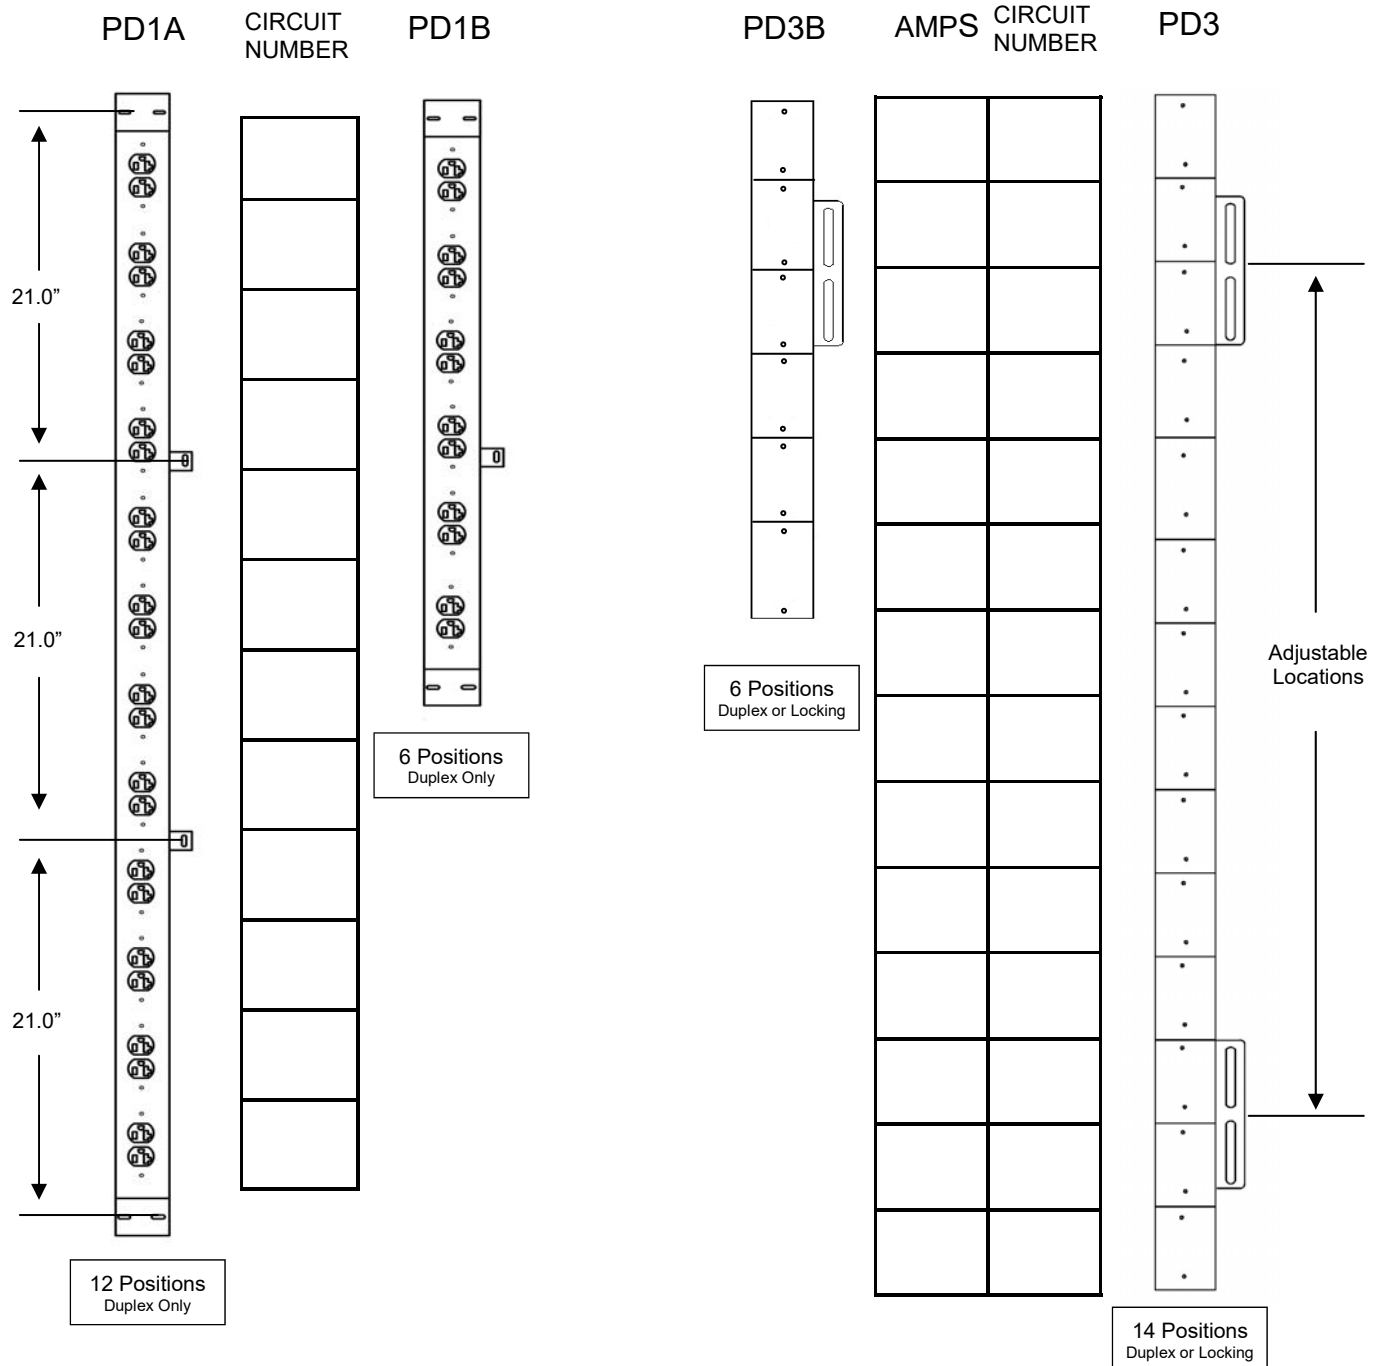 PD1A
CIRCUIT
NUMBER
PD1B
PD3B
AMPS
CIRCUIT
NUMBER
PD3
21.0”
21.0”
21.0”
12 Positions
Duplex Only
6 Positions
Duplex Only
6 Positions
Duplex or Locking
Adjustable
Locations
14 Positions
Duplex or Locking